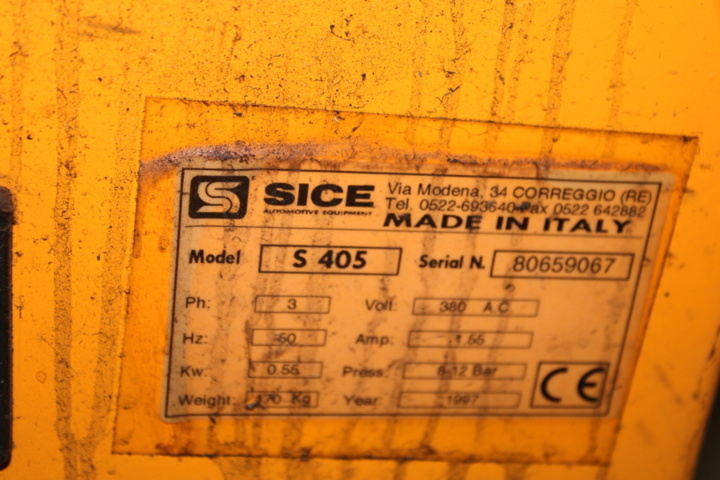 S SICE
AUTOMOTIVE EQUIPMENT
Via Modena, 34 CORREGGIO (RE)
Tel. 0522-693640-Fax 0522 642882
MADE IN ITALY
Model S 405 Serial N. 80659067
Ph: 3 Volt: 380 A.C.
Hz: 50 Amp: 1.55
Kw: 0.55 Press: 8-12 Bar
Weight: 170 Kg Year: 1997
CE